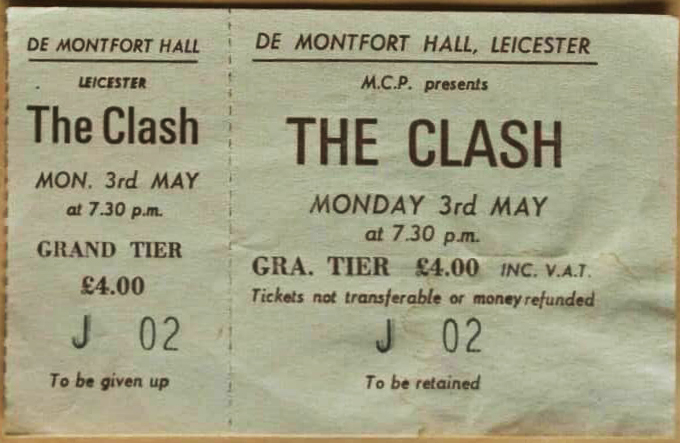 DE MONTFORT HALL
LEICESTER
The Clash
MON. 3rd MAY
at 7.30 p.m.
GRAND TIER
£4.00
J 02
To be given up
DE MONTFORT HALL, LEICESTER
M.C.P. presents
THE CLASH
MONDAY 3rd MAY
at 7.30 p.m.
GRA. TIER £4.00 INC. V.A.T.
Tickets not transferable or money refunded
J 02
To be retained